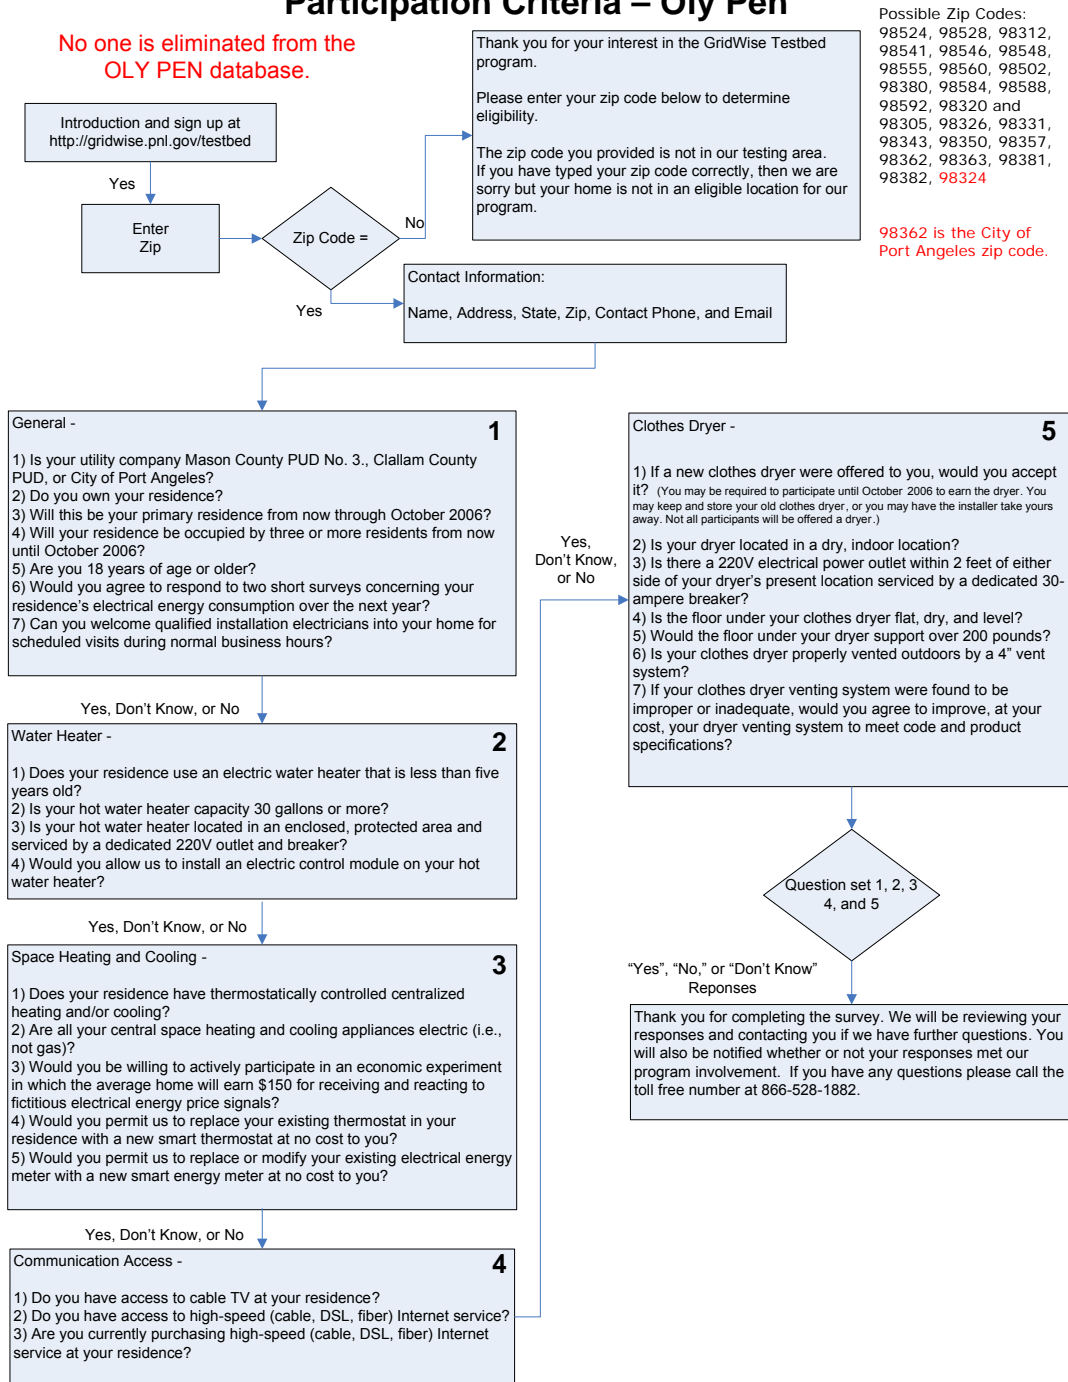 Participation Criteria – Oly Pen
No one is eliminated from the
OLY PEN database.
Possible Zip Codes:
98524, 98528, 98312,
98541, 98546, 98548,
98555, 98560, 98502,
98380, 98584, 98588,
98592, 98320 and
98305, 98326, 98331,
98343, 98350, 98357,
98362, 98363, 98381,
98382, 98324
98362 is the City of
Port Angeles zip code.
Introduction and sign up at
http://gridwise.pnl.gov/testbed
Yes
Enter
Zip
Zip Code =
No
Thank you for your interest in the GridWise Testbed
program.
Please enter your zip code below to determine
eligibility.
The zip code you provided is not in our testing area.
If you have typed your zip code correctly, then we are
sorry but your home is not in an eligible location for our
program.
Yes
Contact Information:
Name, Address, State, Zip, Contact Phone, and Email
General -
1
1) Is your utility company Mason County PUD No. 3., Clallam County
PUD, or City of Port Angeles?
2) Do you own your residence?
3) Will this be your primary residence from now through October 2006?
4) Will your residence be occupied by three or more residents from now
until October 2006?
5) Are you 18 years of age or older?
6) Would you agree to respond to two short surveys concerning your
residence's electrical energy consumption over the next year?
7) Can you welcome qualified installation electricians into your home for
scheduled visits during normal business hours?
Yes, Don't Know, or No
Water Heater -
2
1) Does your residence use an electric water heater that is less than five
years old?
2) Is your hot water heater capacity 30 gallons or more?
3) Is your hot water heater located in an enclosed, protected area and
serviced by a dedicated 220V outlet and breaker?
4) Would you allow us to install an electric control module on your hot
water heater?
Yes, Don't Know, or No
Space Heating and Cooling -
3
1) Does your residence have thermostatically controlled centralized
heating and/or cooling?
2) Are all your central space heating and cooling appliances electric (i.e.,
not gas)?
3) Would you be willing to actively participate in an economic experiment
in which the average home will earn $150 for receiving and reacting to
fictitious electrical energy price signals?
4) Would you permit us to replace your existing thermostat in your
residence with a new smart thermostat at no cost to you?
5) Would you permit us to replace or modify your existing electrical energy
meter with a new smart energy meter at no cost to you?
Yes, Don't Know, or No
Communication Access -
4
1) Do you have access to cable TV at your residence?
2) Do you have access to high-speed (cable, DSL, fiber) Internet service?
3) Are you currently purchasing high-speed (cable, DSL, fiber) Internet
service at your residence?
Yes,
Don't Know,
or No
Clothes Dryer -
5
1) If a new clothes dryer were offered to you, would you accept
it? (You may be required to participate until October 2006 to earn the dryer. You
may keep and store your old clothes dryer, or you may have the installer take yours
away. Not all participants will be offered a dryer.)
2) Is your dryer located in a dry, indoor location?
3) Is there a 220V electrical power outlet within 2 feet of either
side of your dryer's present location serviced by a dedicated 30-
ampere breaker?
4) Is the floor under your clothes dryer flat, dry, and level?
5) Would the floor under your dryer support over 200 pounds?
6) Is your clothes dryer properly vented outdoors by a 4” vent
system?
7) If your clothes dryer venting system were found to be
improper or inadequate, would you agree to improve, at your
cost, your dryer venting system to meet code and product
specifications?
Question set 1, 2, 3
4, and 5
“Yes”, “No,” or “Don't Know”
Reponses
Thank you for completing the survey. We will be reviewing your
responses and contacting you if we have further questions. You
will also be notified whether or not your responses met our
program involvement. If you have any questions please call the
toll free number at 866-528-1882.